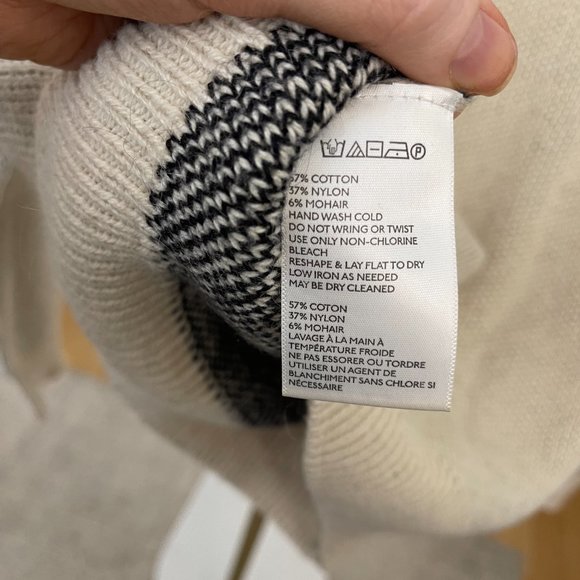 P
57% COTTON
37% NYLON
6% MOHAIR
HAND WASH COLD
DO NOT WRING OR TWIST
USE ONLY NON-CHLORINE
BLEACH
RESHAPE & LAY FLAT TO DRY
LOW IRON AS NEEDED
MAY BE DRY CLEANED
57% COTON
37% NYLON
6% MOHAIR
LAVAGE À LA MAIN À
TEMPÉRATURE FROIDE
NE PAS ESSORER OU TORDRE
UTILISER UN AGENT DE
BLANCHIMENT SANS CHLORE SI
NÉCESSAIRE